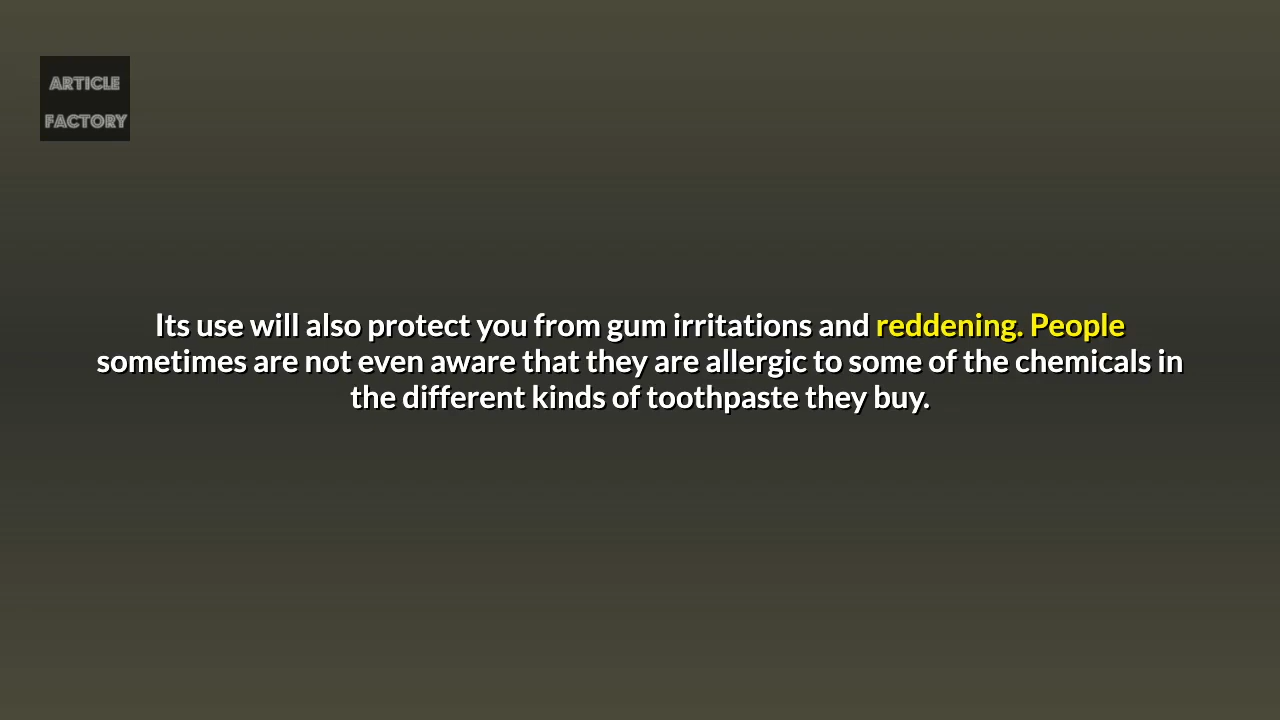 ARTICLE
FACTORY
Its use will also protect you from gum irritations and reddening. People
sometimes are not even aware that they are allergic to some of the chemicals in
the different kinds of toothpaste they buy.